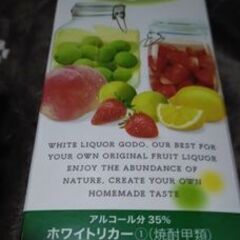 WHITE LIQUOR GODO. OUR BEST FOR
YOUR OWN ORIGINAL FRUIT LIQUOR
ENJOY THE ABUNDANCE OF
NATURE, CREATE YOUR OWN
HOMEMADE TASTE
アルコール分35%
ホワイトリカー①(焼酎甲類)